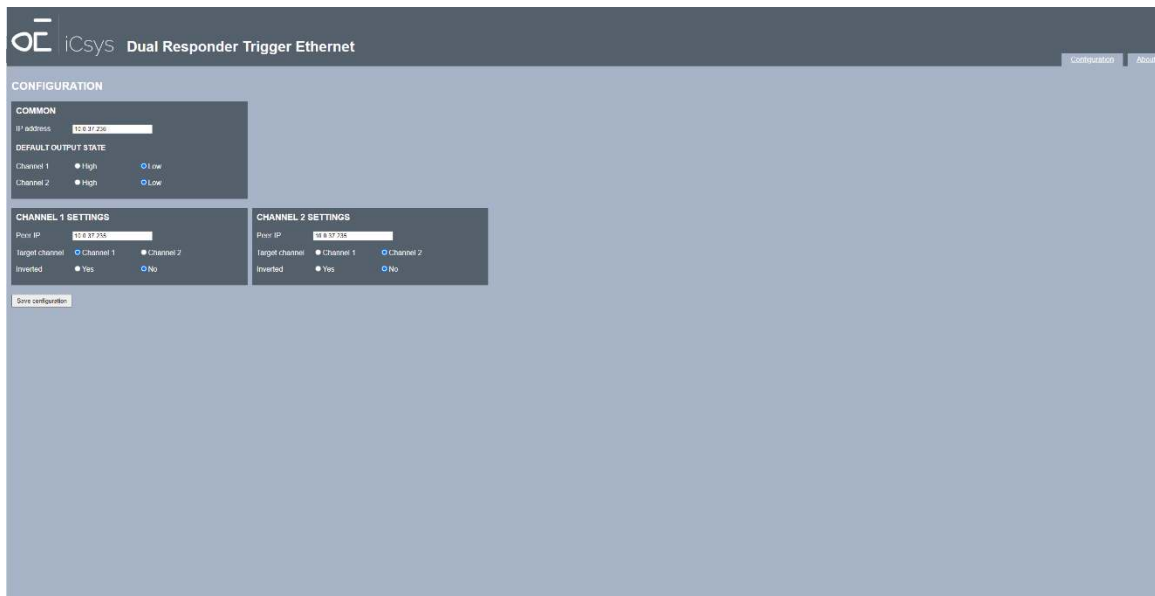 oE iCsys Dual Responder Trigger Ethernet
Configuration About
CONFIGURATION
COMMON
IP address 10.0.37.236
DEFAULT OUTPUT STATE
Channel 1 High Low
Channel 2 High Low
CHANNEL 1 SETTINGS
Peer IP 10.0.37.235
Target channel Channel 1 Channel 2
Inverted Yes No
CHANNEL 2 SETTINGS
Peer IP 10.0.37.235
Target channel Channel 1 Channel 2
Inverted Yes No
Save configuration